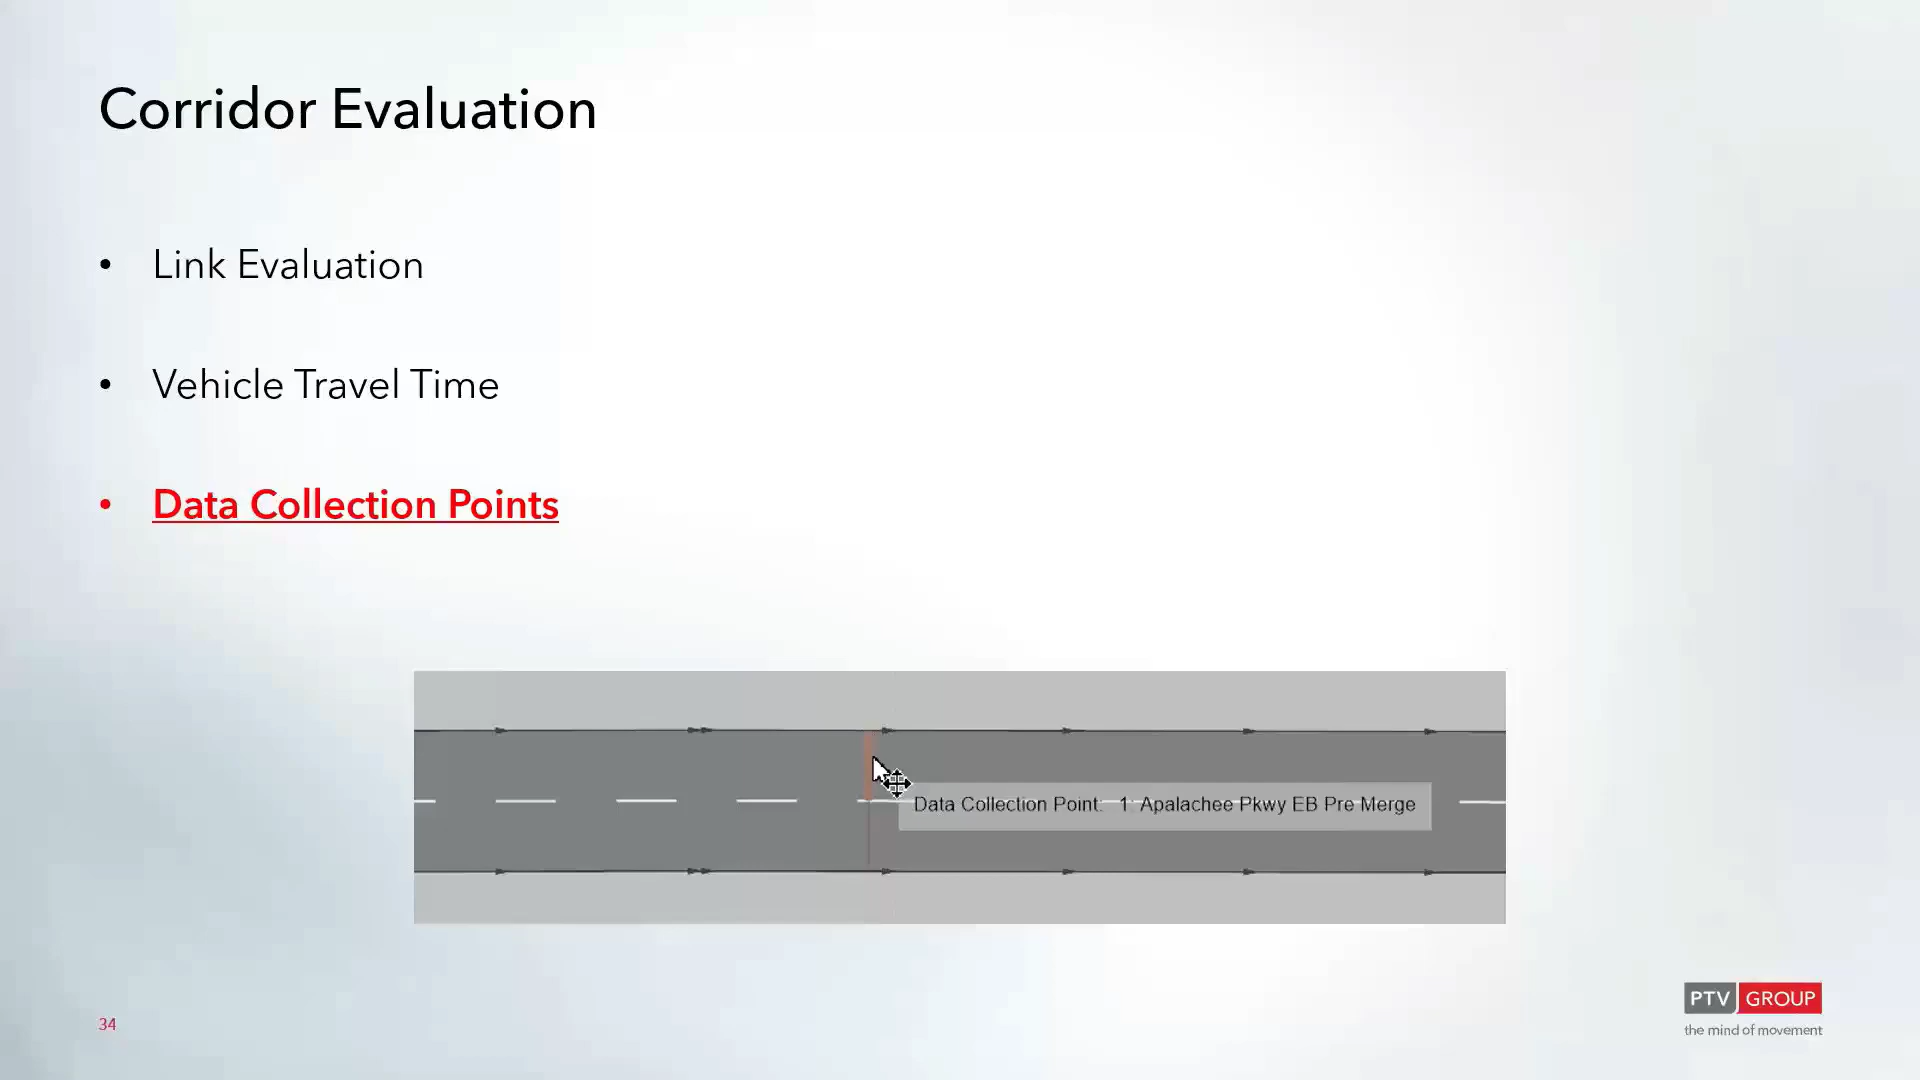 Corridor Evaluation
• Link Evaluation
• Vehicle Travel Time
• Data Collection Points
Data Collection Point: 1: Apalachee Pkwy EB Pre Merge
34
PTV GROUP
the mind of movement